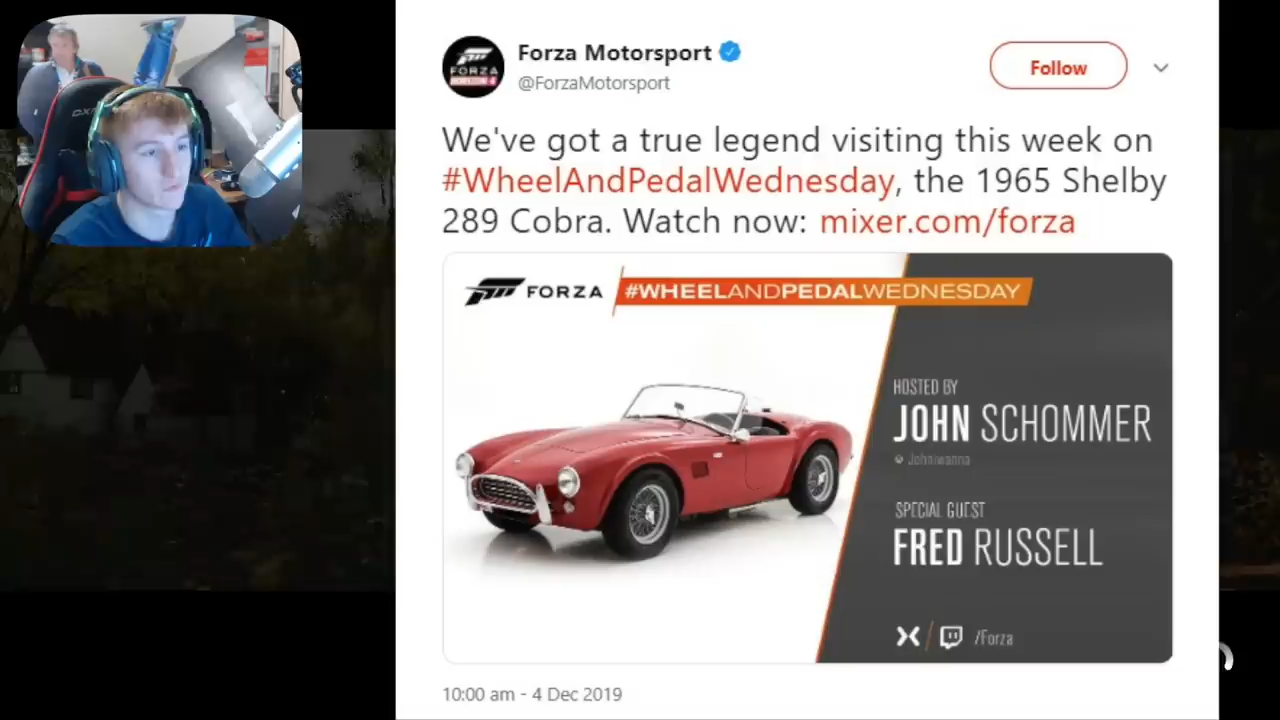 Forza Motorsport
@ForzaMotorsport
Follow
We've got a true legend visiting this week on
#WheelAndPedalWednesday, the 1965 Shelby
289 Cobra. Watch now: mixer.com/forza
FORZA #WHEELANDPEDALWEDNESDAY
HOSTED BY
JOHN SCHOMMER
Johniwanna
SPECIAL GUEST
FRED RUSSELL
/Forza
10:00 am - 4 Dec 2019
FORZA